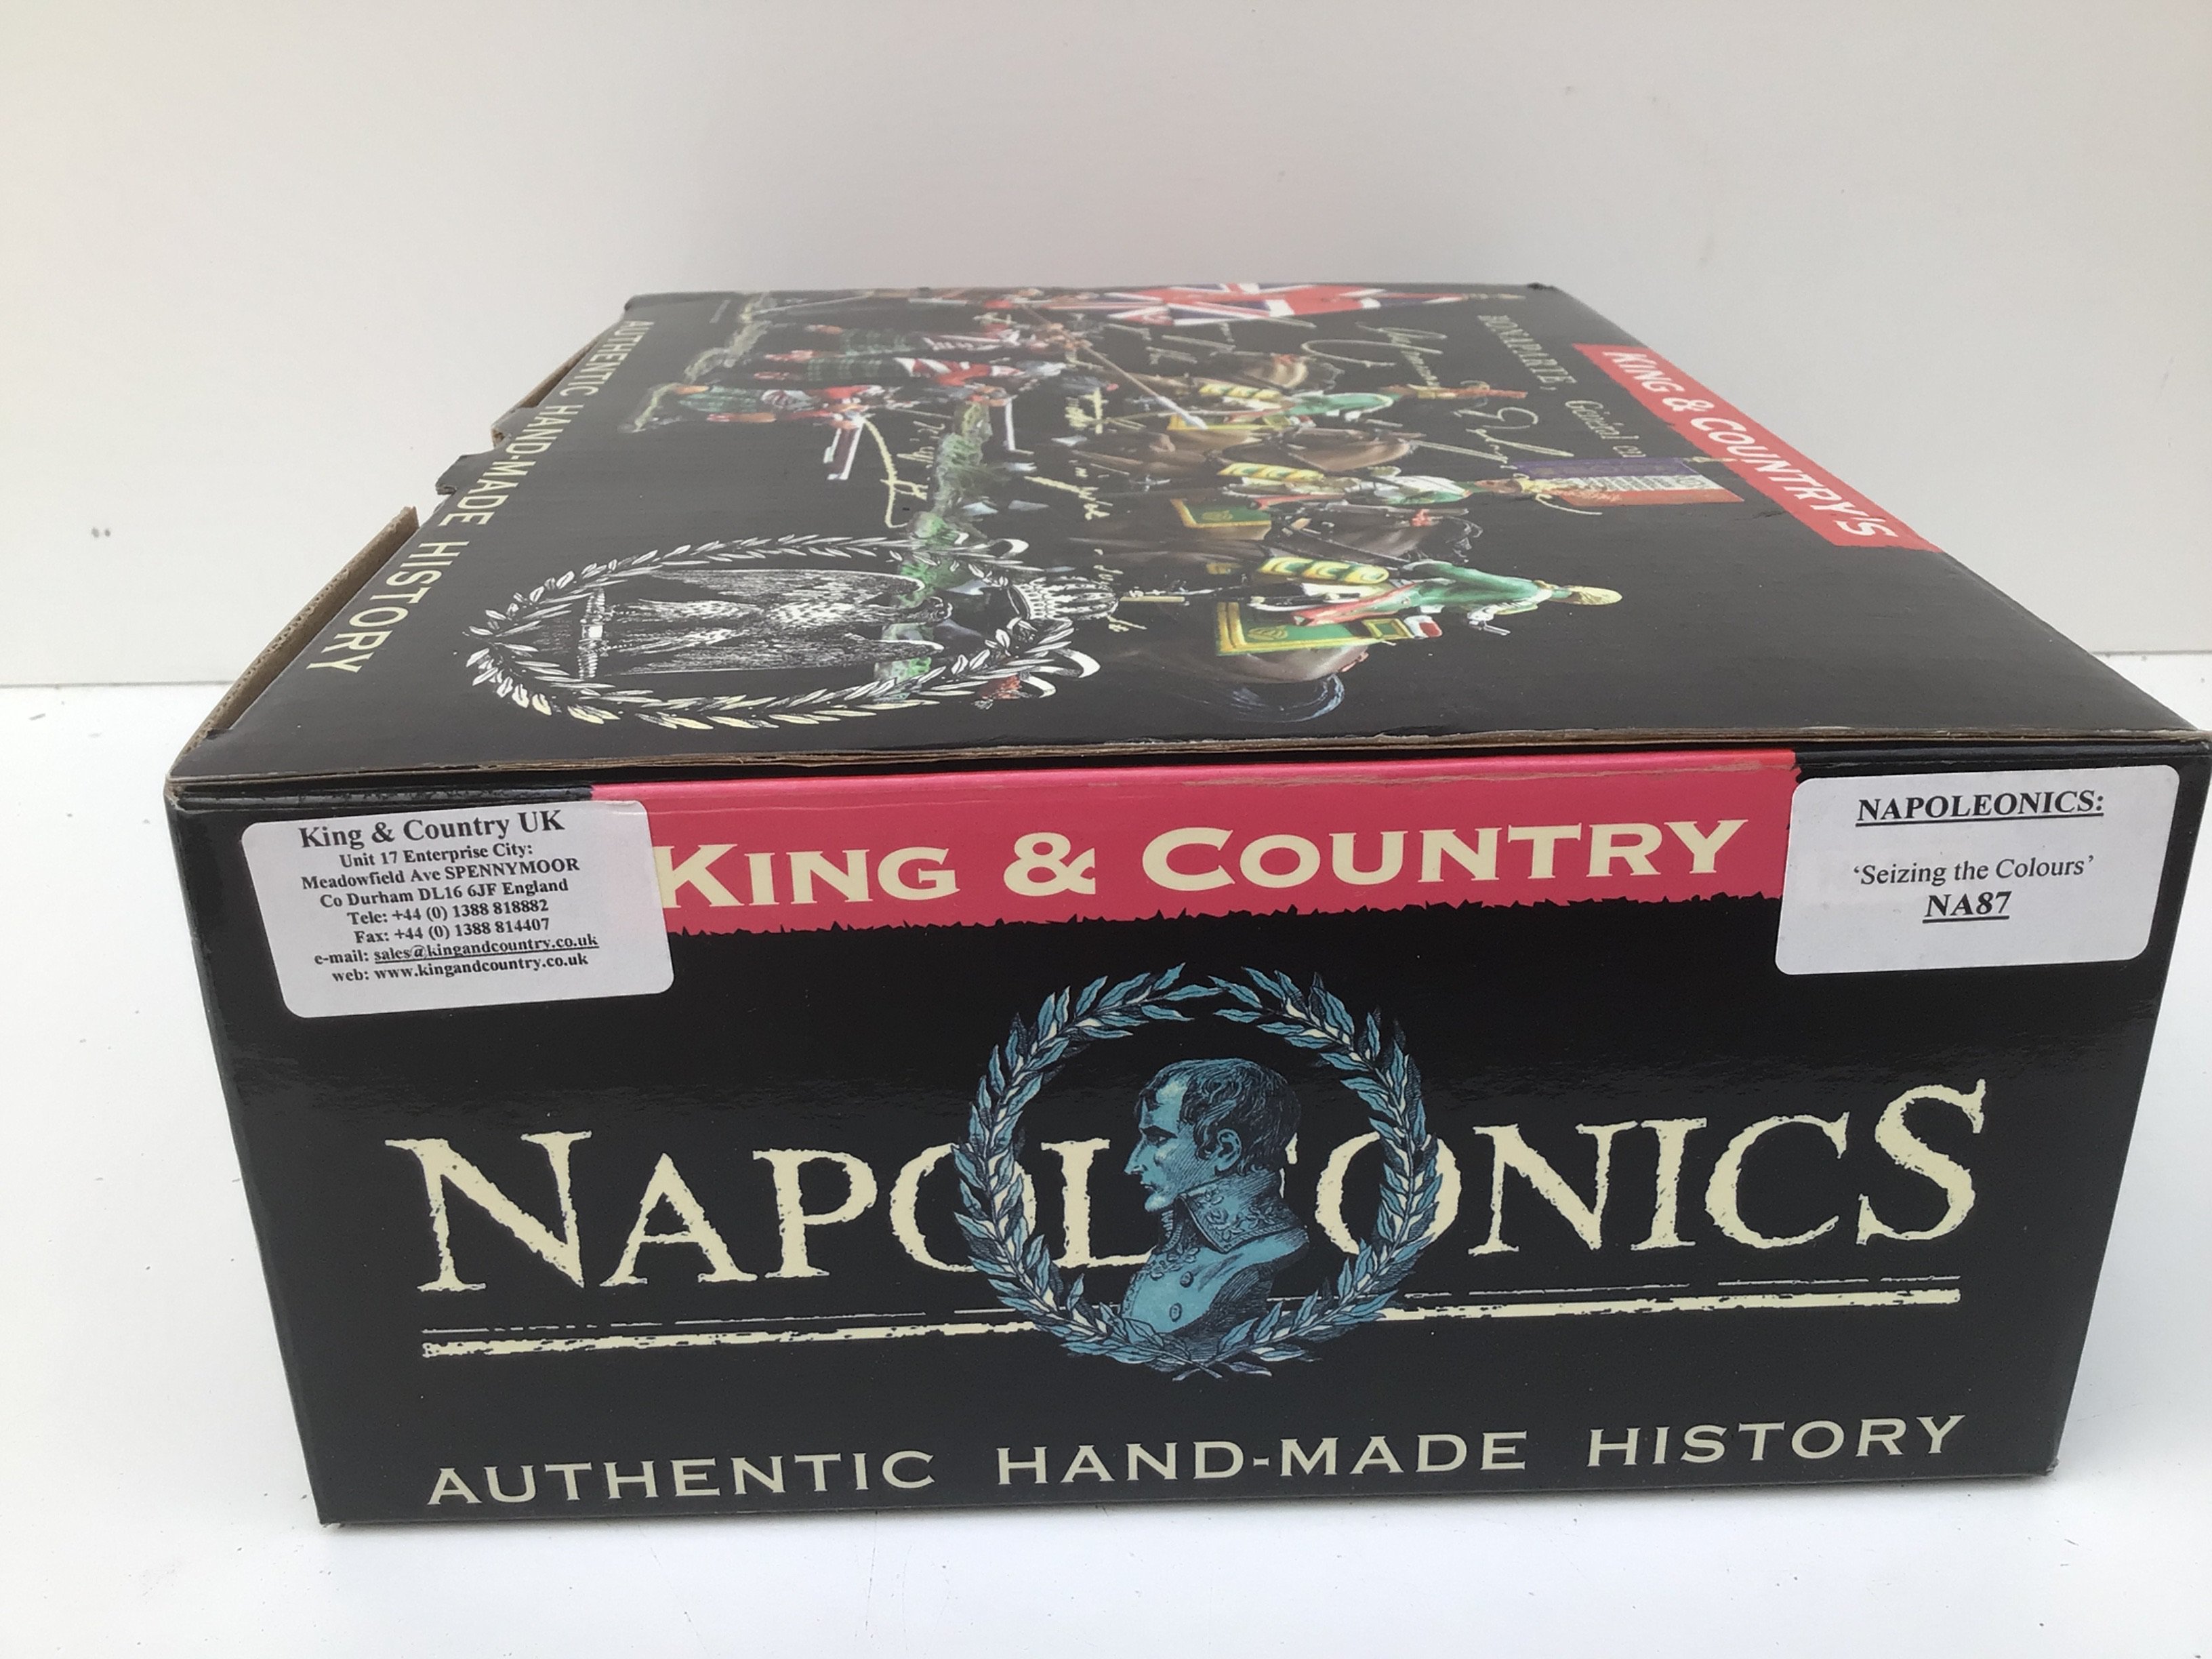 KING & COUNTRY'S
BONAPARTE,
Général
AUTHENTIC HAND-MADE HISTORY
King & Country UK
Unit 17 Enterprise City:
Meadowfield Ave SPENNYMOOR
Co Durham DL16 6JF England
Tele: +44 (0) 1388 818882
Fax: +44 (0) 1388 814407
e-mail: sales@kingandcountry.co.uk
web: www.kingandcountry.co.uk
KING & COUNTRY
NAPOLEONICS:
‘Seizing the Colours’
NA87
NAPOLEONICS
AUTHENTIC HAND-MADE HISTORY